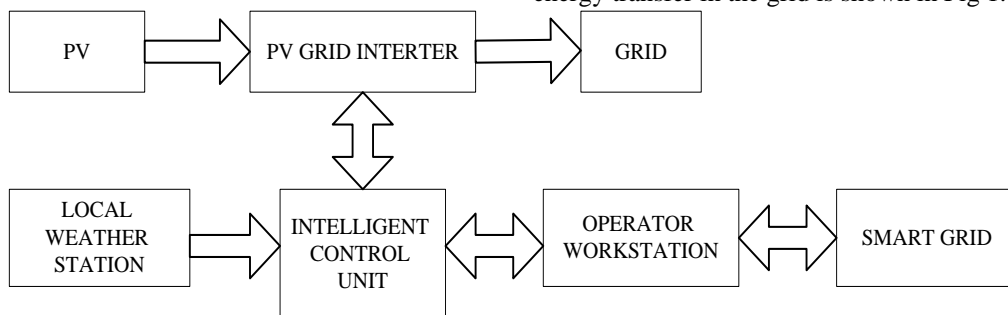 energy transfer in the grid is shown in Fig 1.
PV
PV GRID INTERTER
GRID
LOCAL
WEATHER
STATION
INTELLIGENT
CONTROL
UNIT
OPERATOR
WORKSTATION
SMART GRID